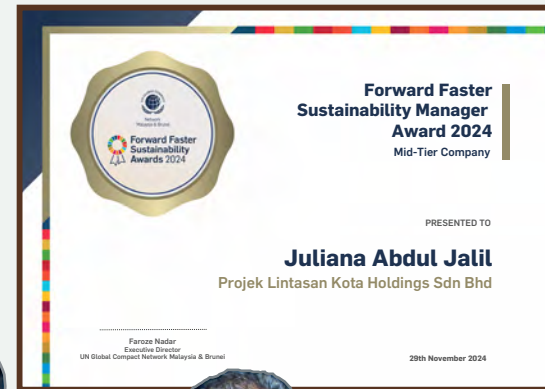 Network
Malaysia & Brunei
Forward Faster
Sustainability
Awards 2024
Forward Faster
Sustainability Manager
Award 2024
Mid-Tier Company
PRESENTED TO
Juliana Abdul Jalil
Projek Lintasan Kota Holdings Sdn Bhd
Faroze Nadar
Executive Director
UN Global Compact Network Malaysia & Brunei
29th November 2024